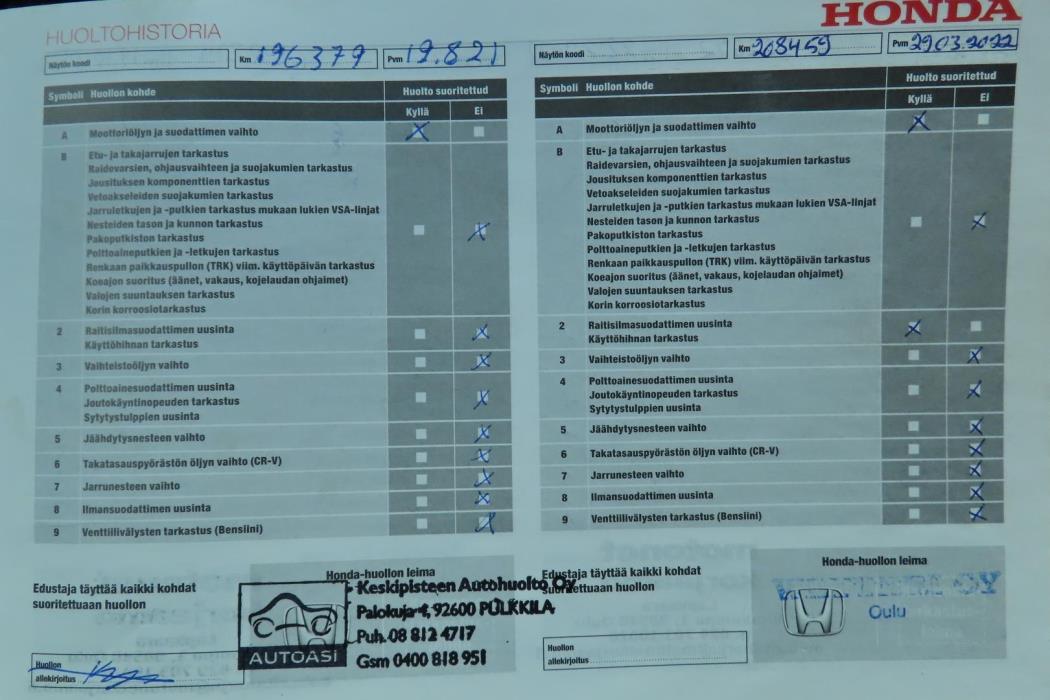 HUOLTOHISTORIA
HONDA
Näytön koodi
Km 196379
Pvm 19.8.21
Symboli Huollon kohde Huolto suoritettud
Kyllä Ei
A Moottoriöljyn ja suodattimen vaihto
B Etu- ja takajarrujen tarkastus
Raidevarsien, ohjausvaihteen ja suojakumien tarkastus
Jousituksen komponenttien tarkastus
Vetoakseleiden suojakumien tarkastus
Jarruletkujen ja -putkien tarkastus mukaan lukien VSA-linjat
Nesteiden tason ja kunnon tarkastus
Pakoputkiston tarkastus
Polttoaineputkien ja -letkujen tarkastus
Renkaan paikkauspullon (TRK) viim. käyttöpäivän tarkastus
Koeajon suoritus (äänet, vakaus, kojelaudan ohjaimet)
Valojen suuntauksen tarkastus
Korin korroosiotarkastus
2 Raitisilmasuodattimen uusinta
Käyttöhihnan tarkastus
3 Vaihteistoöljyn vaihto
4 Polttoainesuodattimen uusinta
Joutokäyntinopeuden tarkastus
Sytytystulppien uusinta
5 Jäähdytysnesteen vaihto
6 Takatasauspyörästön öljyn vaihto (CR-V)
7 Jarrunesteen vaihto
8 Ilmansuodattimen uusinta
9 Venttiilivälysten tarkastus (Bensiini)
Edustaja täyttää kaikki kohdat
suoritettuaan huollon
Honda-huollon leima
AUTOASI
Keskipisteen Autohuolto Oy
Palokuja 4, 92600 PULKKILA
Puh. 08 812 4717
Gsm 0400 818 951
Huollon
allekirjoitus
Näytön koodi
Km 208459
Pvm 29.03.2022
Symboli Huollon kohde Huolto suoritettud
Kyllä Ei
A Moottoriöljyn ja suodattimen vaihto
B Etu- ja takajarrujen tarkastus
Raidevarsien, ohjausvaihteen ja suojakumien tarkastus
Jousituksen komponenttien tarkastus
Vetoakseleiden suojakumien tarkastus
Jarruletkujen ja -putkien tarkastus mukaan lukien VSA-linjat
Nesteiden tason ja kunnon tarkastus
Pakoputkiston tarkastus
Polttoaineputkien ja -letkujen tarkastus
Renkaan paikkauspullon (TRK) viim. käyttöpäivän tarkastus
Koeajon suoritus (äänet, vakaus, kojelaudan ohjaimet)
Valojen suuntauksen tarkastus
Korin korroosiotarkastus
2 Raitisilmasuodattimen uusinta
Käyttöhihnan tarkastus
3 Vaihteistoöljyn vaihto
4 Polttoainesuodattimen uusinta
Joutokäyntinopeuden tarkastus
Sytytystulppien uusinta
5 Jäähdytysnesteen vaihto
6 Takatasauspyörästön öljyn vaihto (CR-V)
7 Jarrunesteen vaihto
8 Ilmansuodattimen uusinta
9 Venttiilivälysten tarkastus (Bensiini)
Edustaja täyttää kaikki kohdat
suoritettuaan huollon
Honda-huollon leima
Oulu
Huollon
allekirjoitus